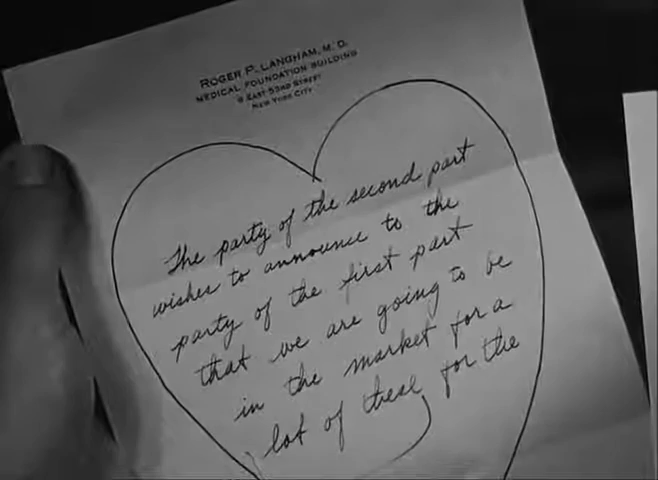 ROGER P. LANGHAM, M. D.
MEDICAL FOUNDATION BUILDING
9 EAST 53RD STREET
NEW YORK CITY
The party of the second part
wishes to announce to the
party of the first part
that we are going to be
in the market for a
lot of these for the